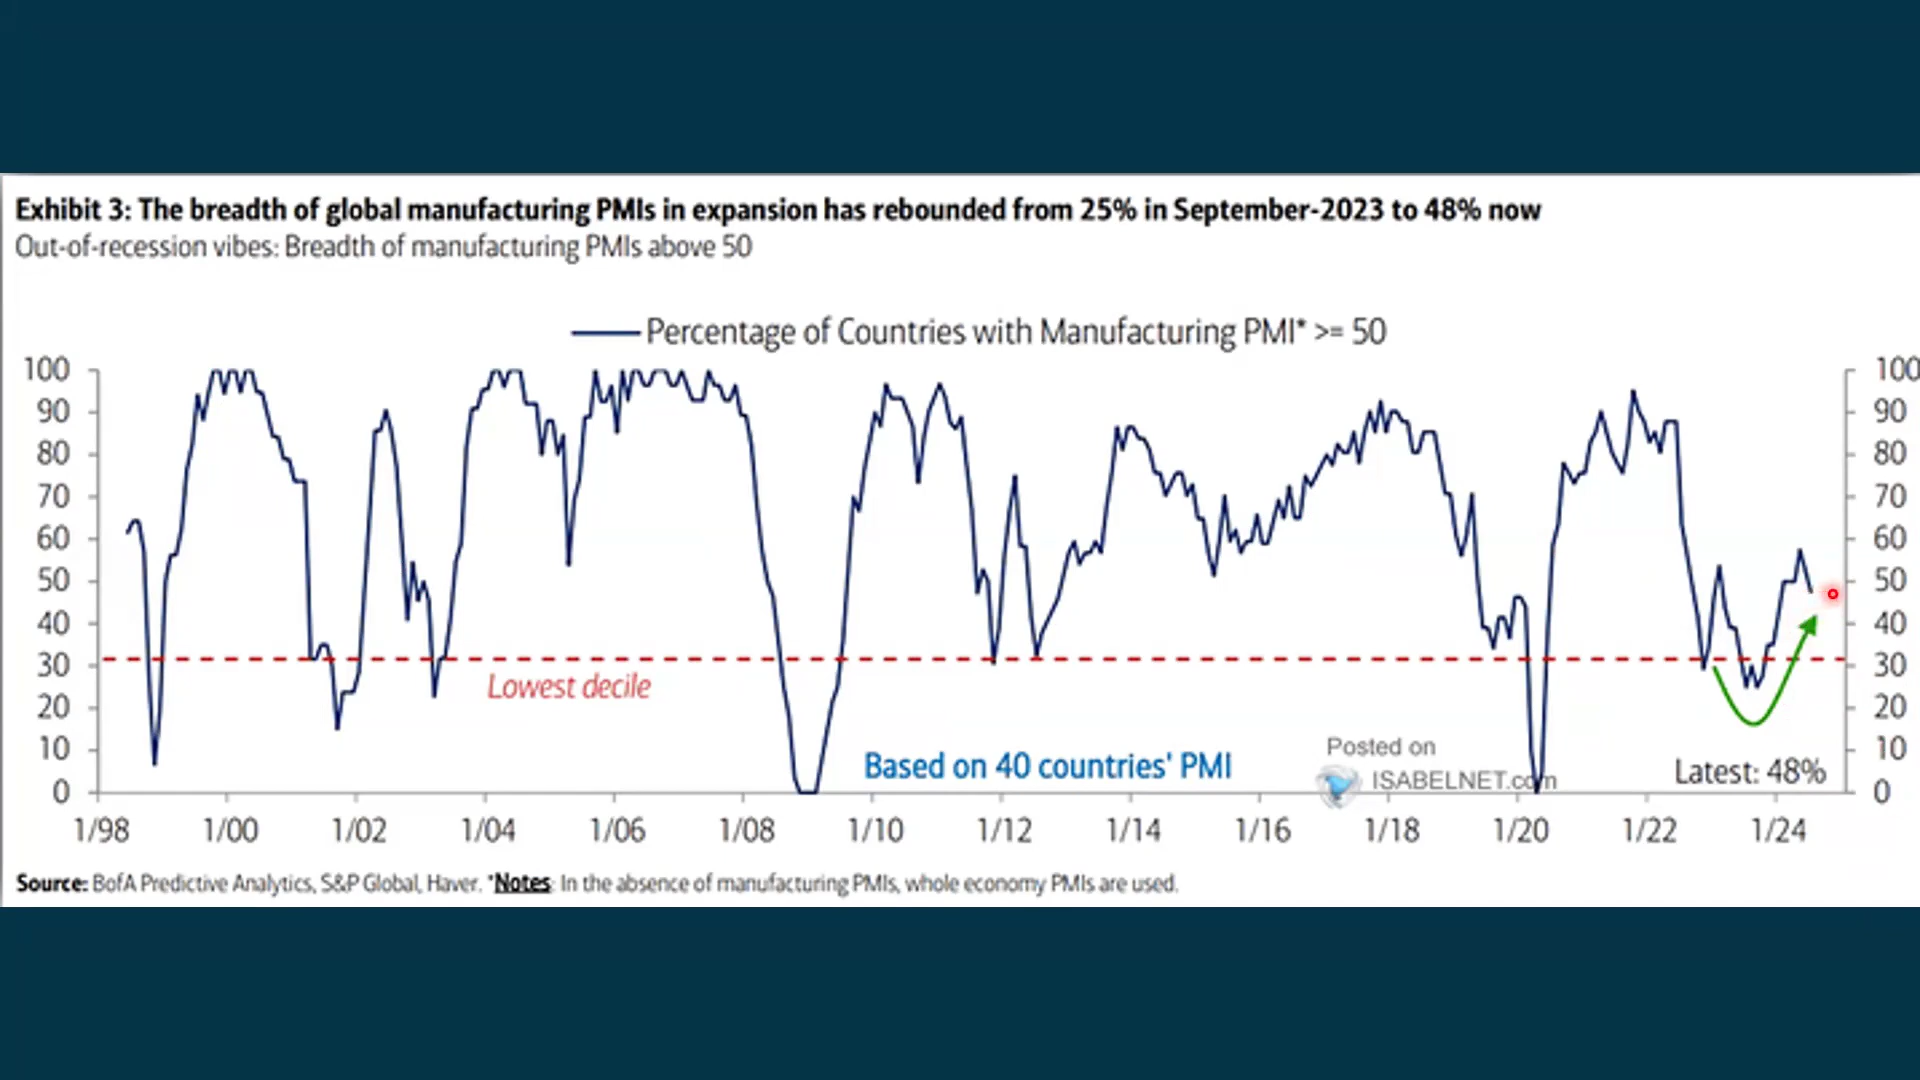 Exhibit 3: The breadth of global manufacturing PMIs in expansion has rebounded from 25% in September-2023 to 48% now
Out-of-recession vibes: Breadth of manufacturing PMIs above 50
Percentage of Countries with Manufacturing PMI* >= 50
100 100
90 90
80 80
70 70
60 60
50 50
40 40
30 30
Lowest decile
20 20
10 10
Based on 40 countries' PMI
Posted on
ISABELNET.com
Latest: 48%
0 0
1/98 1/00 1/02 1/04 1/06 1/08 1/10 1/12 1/14 1/16 1/18 1/20 1/22 1/24
Source: BofA Predictive Analytics, S&P Global, Haver. *Notes: In the absence of manufacturing PMIs, whole economy PMIs are used.